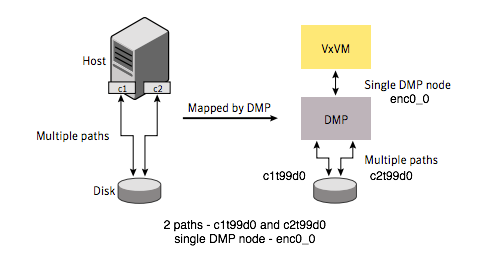 Host
c1 c2
Multiple paths
Disk
Mapped by DMP
VxVM
Single DMP node
enc0_0
DMP
Multiple paths
c1t99d0
c2t99d0
2 paths - c1t99d0 and c2t99d0
single DMP node - enc0_0